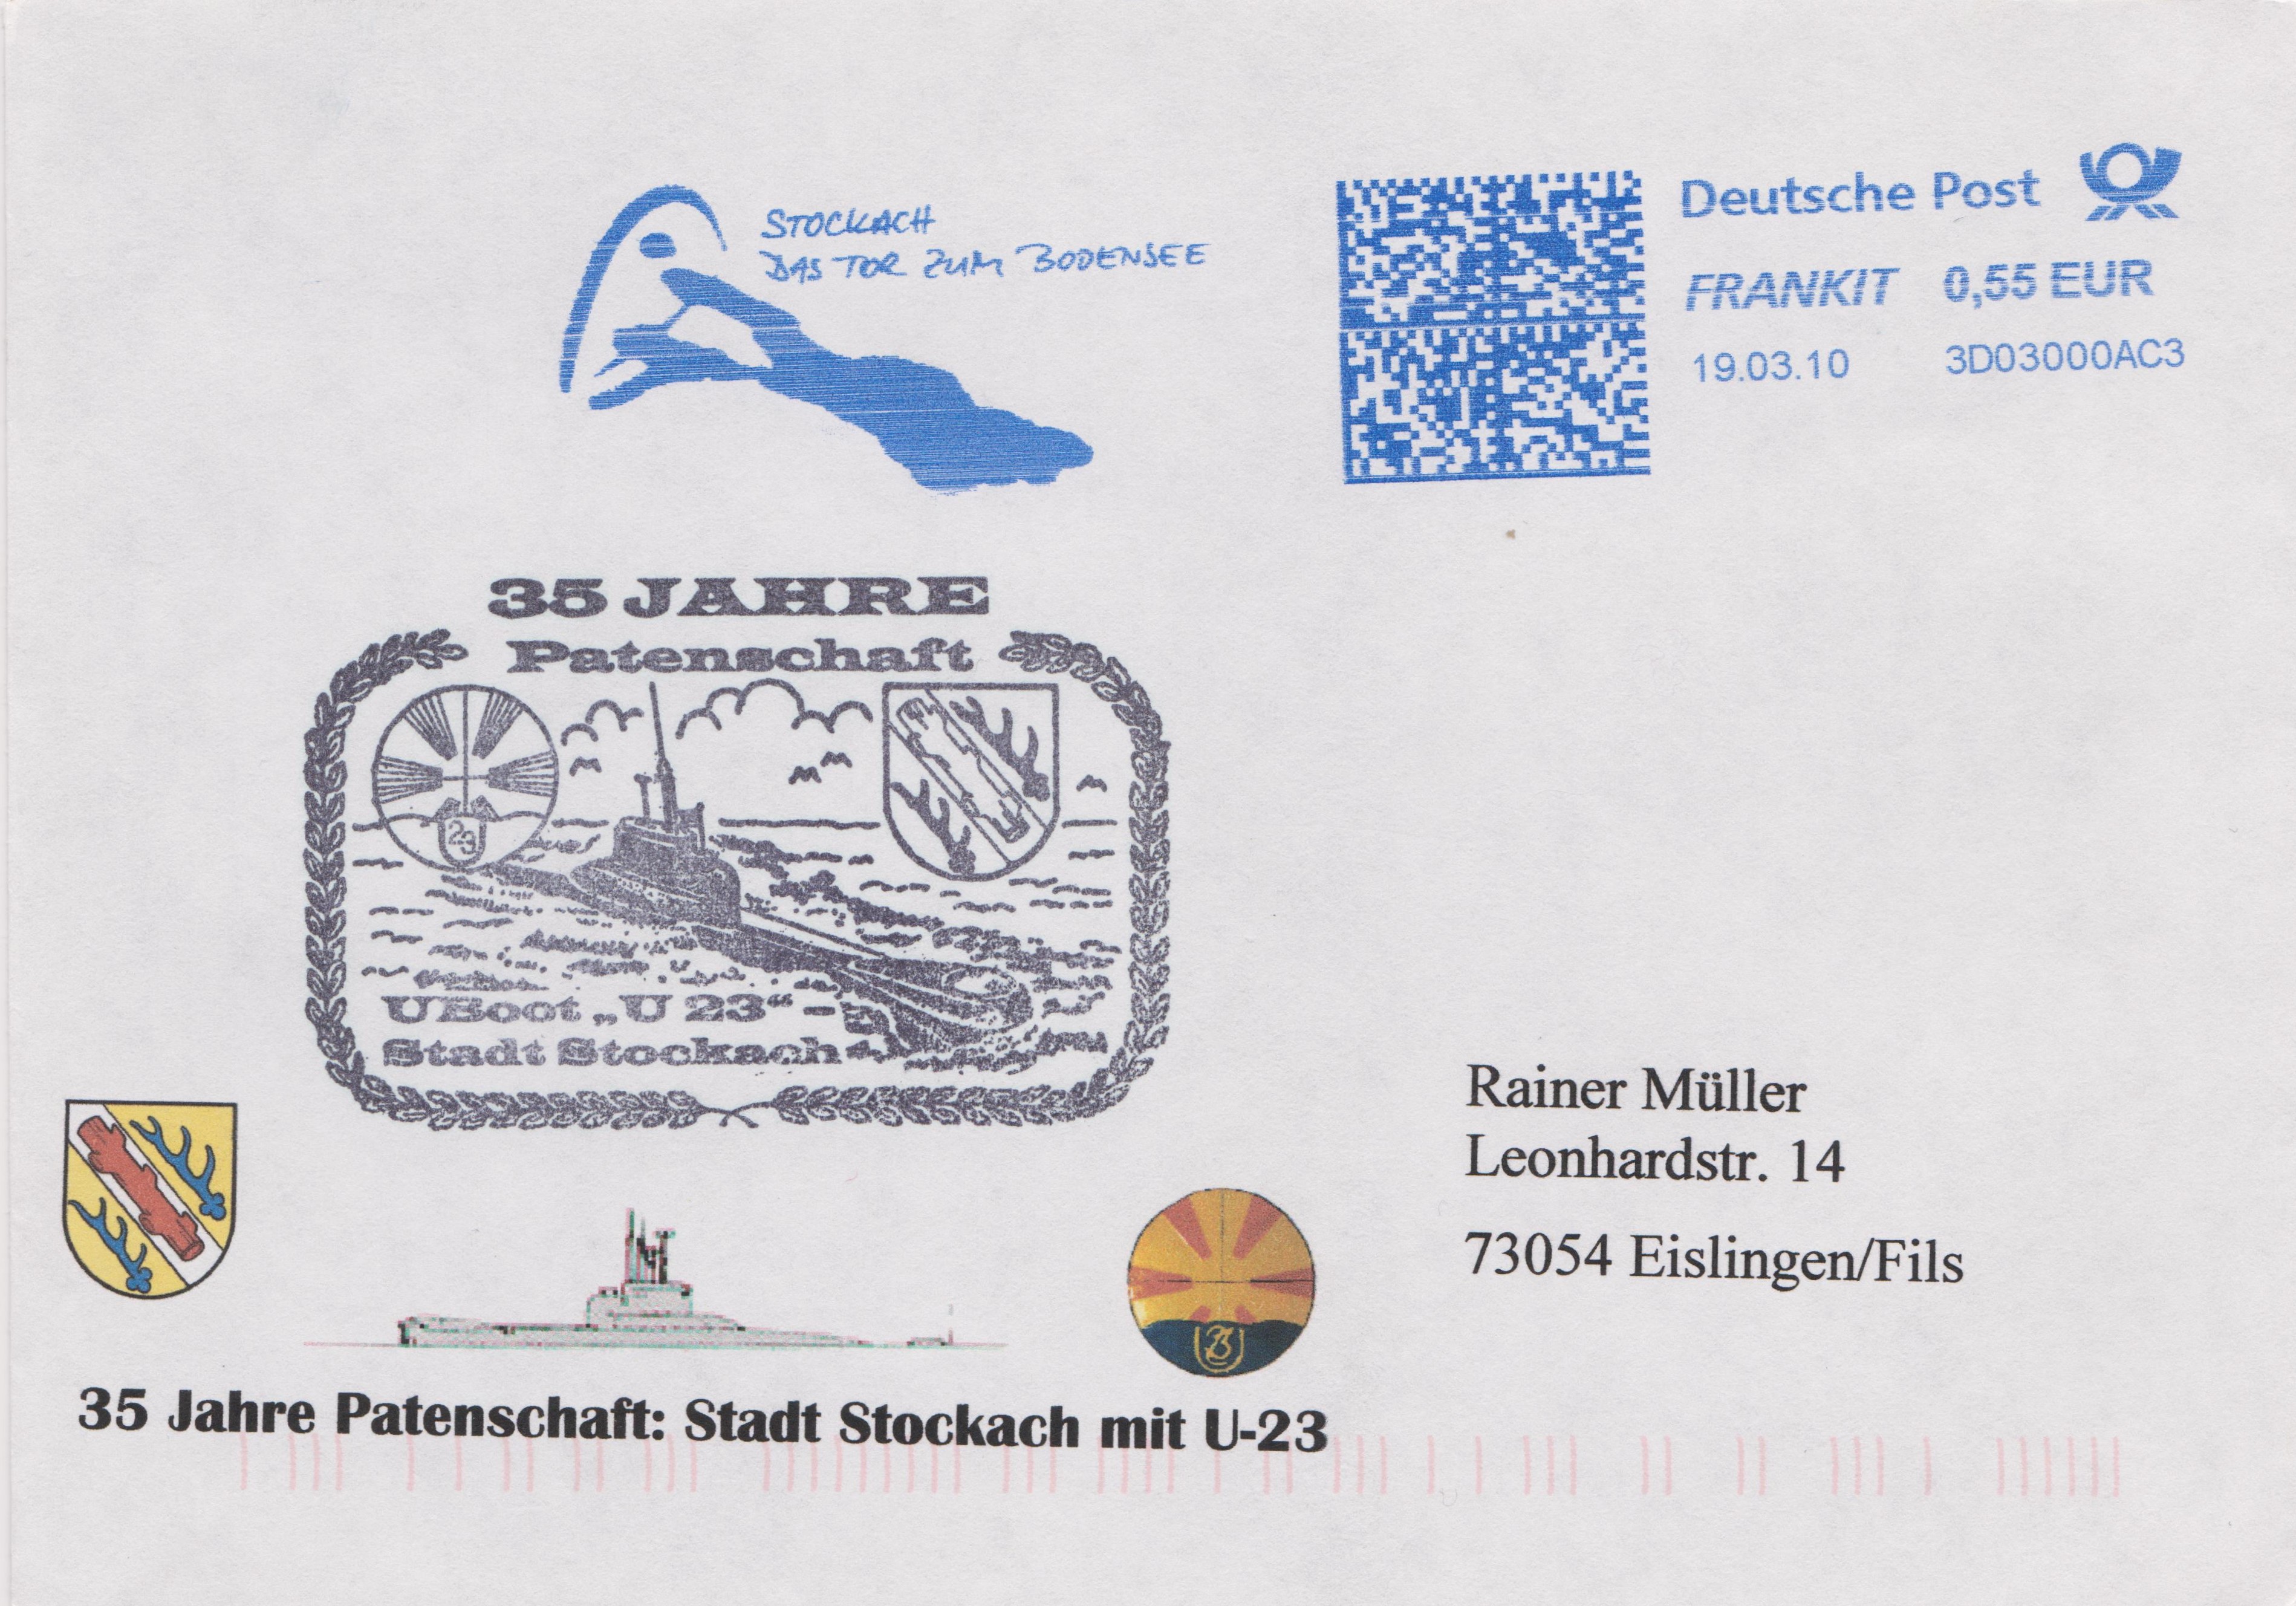 STOCKACH
DAS TOR ZUM BODENSEE
Deutsche Post
FRANKIT 0,55 EUR
19.03.10 3D03000AC3
35 JAHRE
Patenschaft
23
UBoot „U 23“ –
Stadt Stockach
Rainer Müller
Leonhardstr. 14
73054 Eislingen/Fils
35 Jahre Patenschaft: Stadt Stockach mit U-23